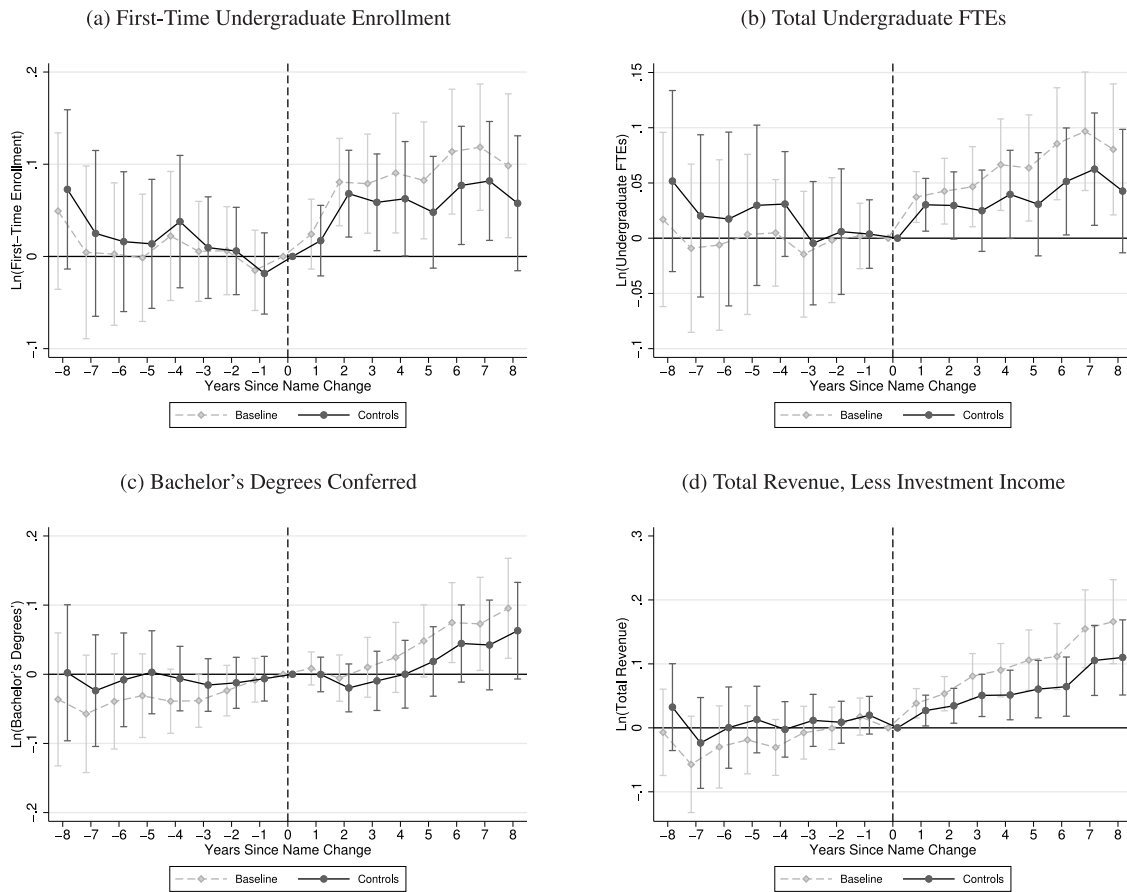 (a) First-Time Undergraduate Enrollment
Ln(First-Time Enrollment)
.2
.1
0
-.1
-8 -7 -6 -5 -4 -3 -2 -1 0 1 2 3 4 5 6 7 8
Years Since Name Change
Baseline Controls
(b) Total Undergraduate FTEs
Ln(Undergraduate FTEs)
.15
.1
.05
0
-.05
-.1
-8 -7 -6 -5 -4 -3 -2 -1 0 1 2 3 4 5 6 7 8
Years Since Name Change
Baseline Controls
(c) Bachelor's Degrees Conferred
Ln(Bachelor's Degrees')
.2
.1
0
-.1
-.2
-8 -7 -6 -5 -4 -3 -2 -1 0 1 2 3 4 5 6 7 8
Years Since Name Change
Baseline Controls
(d) Total Revenue, Less Investment Income
Ln(Total Revenue)
.3
.2
.1
0
-.1
-8 -7 -6 -5 -4 -3 -2 -1 0 1 2 3 4 5 6 7 8
Years Since Name Change
Baseline Controls